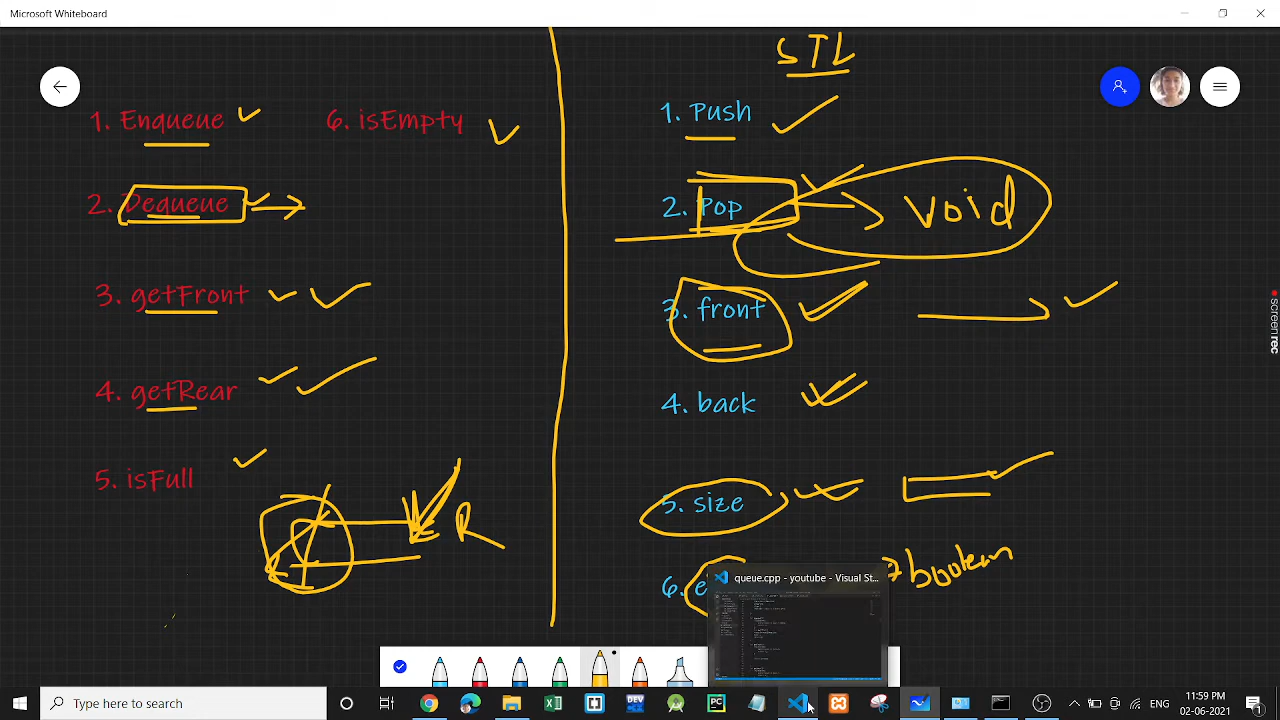 Microsoft Whiteboard
STL
1. Enqueue
6. isEmpty
2. Dequeue
3. getFront
4. getRear
5. isFull
R
1. Push
2. Pop
void
3. front
4. back
5. size
6. e
boolean
queue.cpp - youtube - Visual St...
screenrec
Type here to search
ENG
11:59 PM
02-06-2021